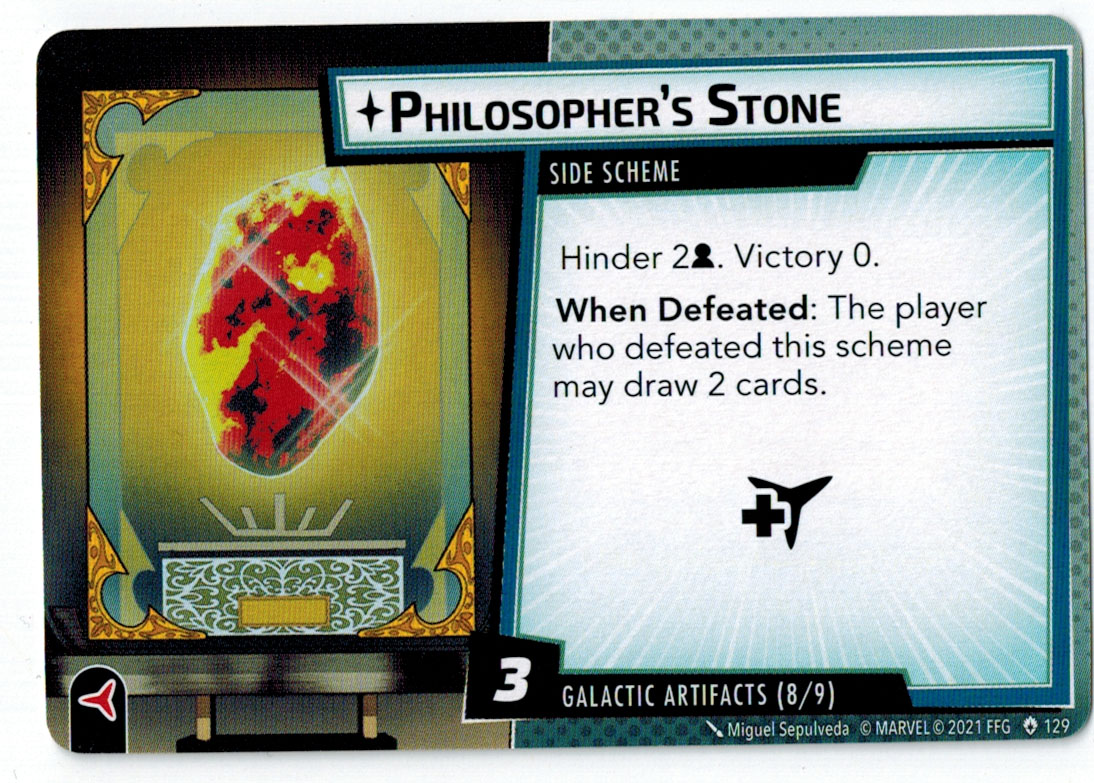 Philosopher's Stone
SIDE SCHEME
Hinder 2. Victory 0.
When Defeated: The player
who defeated this scheme
may draw 2 cards.
3
GALACTIC ARTIFACTS (8/9)
Miguel Sepulveda © MARVEL © 2021 FFG 129